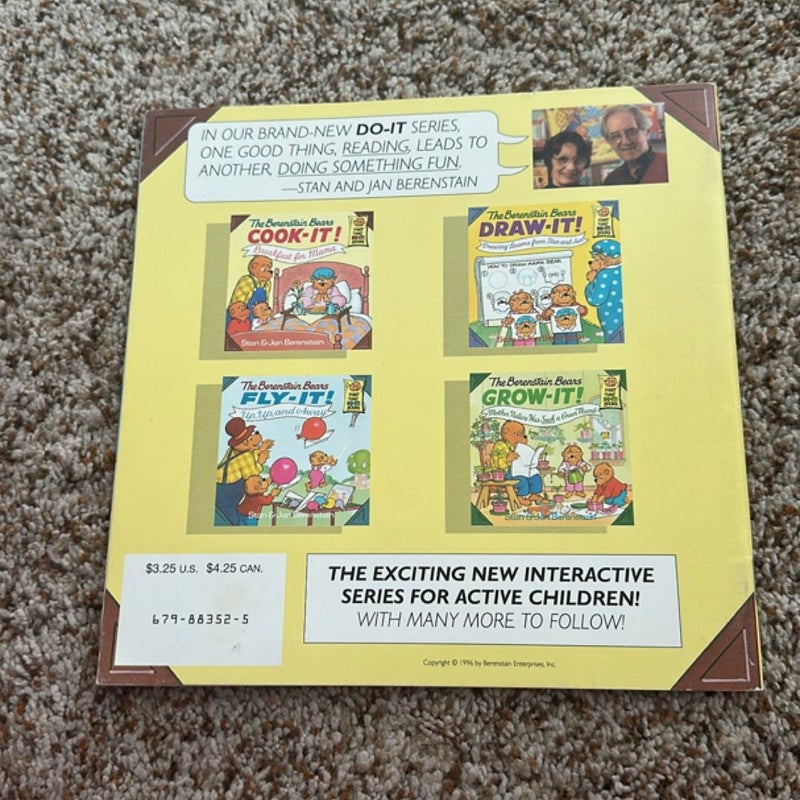 IN OUR BRAND-NEW DO-IT SERIES,
ONE GOOD THING, READING, LEADS TO
ANOTHER, DOING SOMETHING FUN.
—STAN AND JAN BERENSTAIN
The Berenstain Bears
COOK-IT!
Breakfast for Mama
Stan & Jan Berenstain
The Berenstain Bears
DRAW-IT!
Drawing Lessons from Stan and Jan
HOW TO DRAW MAMA BEAR
The Berenstain Bears
FLY-IT!
Up, Up, and Away
Stan & Jan Berenstain
The Berenstain Bears
GROW-IT!
Mother Nature Has Such a Green Thumb
Stan & Jan Berenstain
$3.25 U.S. $4.25 CAN.
679-88352-5
THE EXCITING NEW INTERACTIVE
SERIES FOR ACTIVE CHILDREN!
WITH MANY MORE TO FOLLOW!
Copyright © 1996 by Berenstain Enterprises, Inc.